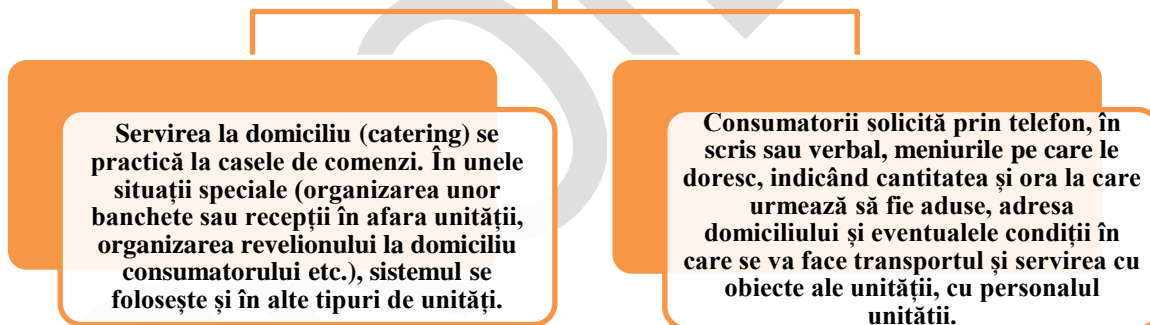 Servirea la domiciliu (catering) se
practică la casele de comenzi. În unele
situații speciale (organizarea unor
banchete sau recepții în afara unității,
organizarea revelionului la domiciliu
consumatorului etc.), sistemul se
folosește și în alte tipuri de unități.
Consumatorii solicită prin telefon, în
scris sau verbal, meniurile pe care le
doresc, indicând cantitatea și ora la care
urmează să fie aduse, adresa
domiciliului și eventualele condiții în
care se va face transportul și servirea cu
obiecte ale unității, cu personalul
unității.